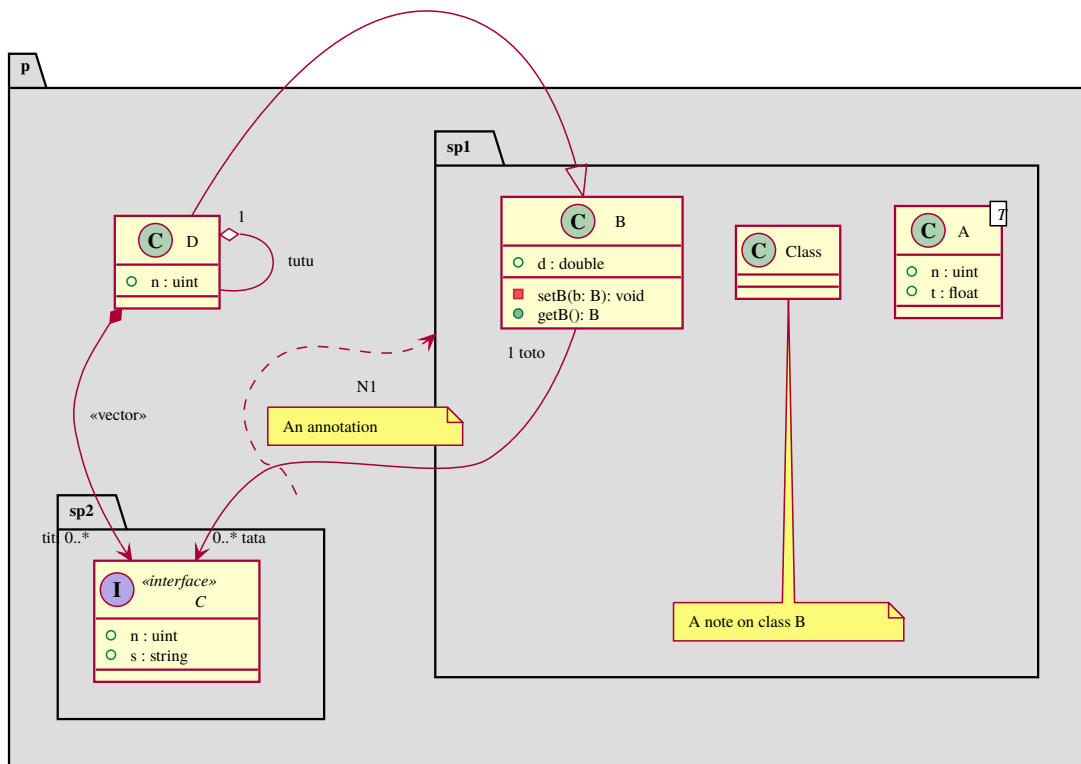 p
sp1
T
C B
C D
1
C Class
C A
n : uint
tutu
d : double
n : uint
t : float
setB(b: B): void
getB(): B
1 toto
N1
«vector»
An annotation
sp2
0..*
0..* tata
I «interface»
C
n : uint
s : string
A note on class B